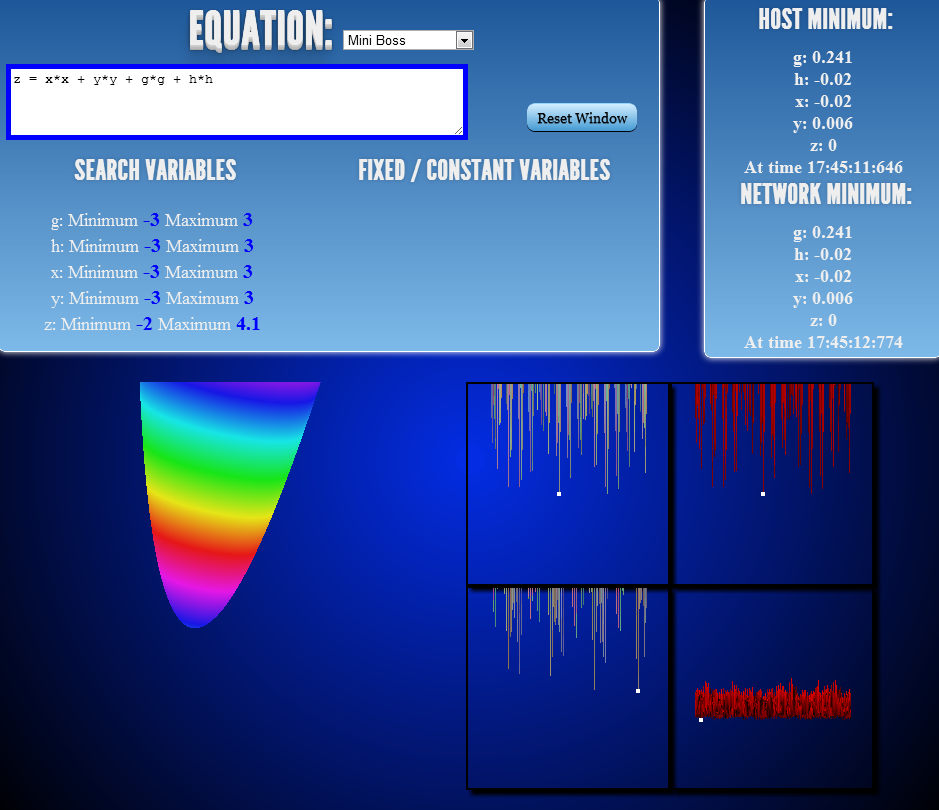 EQUATION: Mini Boss
z = x*x + y*y + g*g + h*h
Reset Window
SEARCH VARIABLES
g: Minimum -3 Maximum 3
h: Minimum -3 Maximum 3
x: Minimum -3 Maximum 3
y: Minimum -3 Maximum 3
z: Minimum -2 Maximum 4.1
FIXED / CONSTANT VARIABLES
HOST MINIMUM:
g: 0.241
h: -0.02
x: -0.02
y: 0.006
z: 0
At time 17:45:11:646
NETWORK MINIMUM:
g: 0.241
h: -0.02
x: -0.02
y: 0.006
z: 0
At time 17:45:12:774